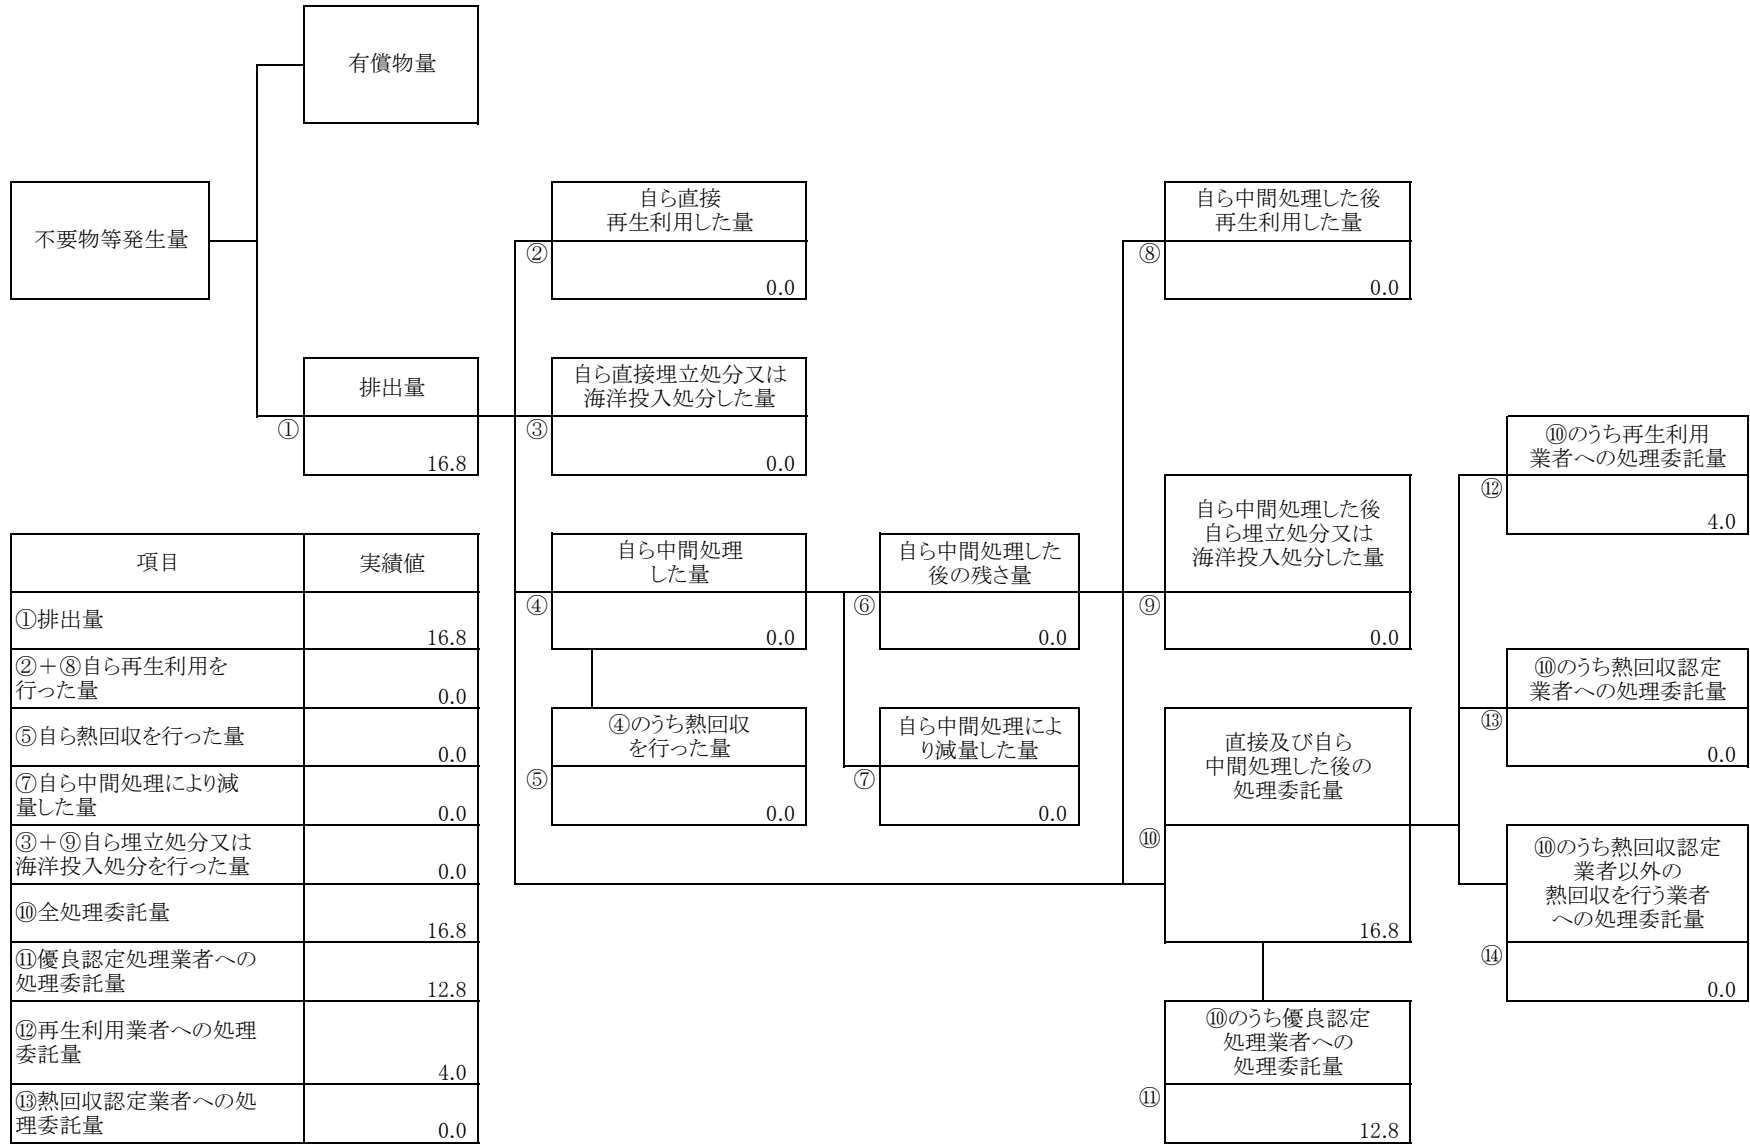 有償物量
不要物等発生量
排出量
①
16.8
自ら直接
再生利用した量
②
0.0
自ら直接埋立処分又は
海洋投入処分した量
③
0.0
自ら中間処理
した量
④
0.0
④のうち熱回収
を行った量
⑤
0.0
自ら中間処理した
後の残さ量
⑥
0.0
自ら中間処理によ
り減量した量
⑦
0.0
自ら中間処理した後
再生利用した量
⑧
0.0
自ら中間処理した後
自ら埋立処分又は
海洋投入処分した量
⑨
0.0
直接及び自ら
中間処理した後の
処理委託量
⑩
16.8
⑩のうち優良認定
処理業者への
処理委託量
⑪
12.8
⑩のうち再生利用
業者への処理委託量
⑫
4.0
⑩のうち熱回収認定
業者への処理委託量
⑬
0.0
⑩のうち熱回収認定
業者以外の
熱回収を行う業者
への処理委託量
⑭
0.0
項目 実績値
①排出量
16.8
②+⑧自ら再生利用を
行った量
0.0
⑤自ら熱回収を行った量
0.0
⑦自ら中間処理により減
量した量
0.0
③+⑨自ら埋立処分又は
海洋投入処分を行った量
0.0
⑩全処理委託量
16.8
⑪優良認定処理業者への
処理委託量
12.8
⑫再生利用業者への処理
委託量
4.0
⑬熱回収認定業者への処
理委託量
0.0